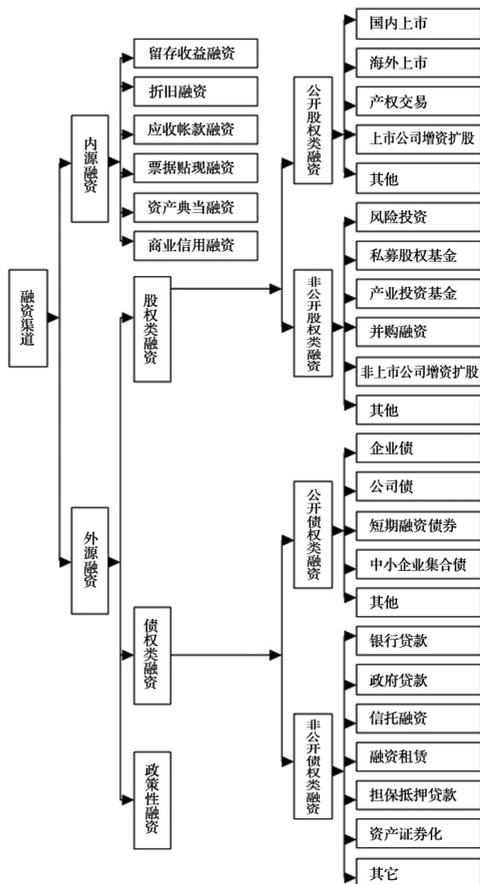 融资渠道
内源融资
留存收益融资
折旧融资
应收帐款融资
票据贴现融资
资产典当融资
商业信用融资
外源融资
股权类融资
公开股权类融资
国内上市
海外上市
产权交易
上市公司增资扩股
其他
非公开股权类融资
风险投资
私募股权基金
产业投资基金
并购融资
非上市公司增资扩股
其他
债权类融资
公开债权类融资
企业债
公司债
短期融资债券
中小企业集合债
其他
非公开债权类融资
银行贷款
政府贷款
信托融资
融资租赁
担保抵押贷款
资产证券化
其它
政策性融资